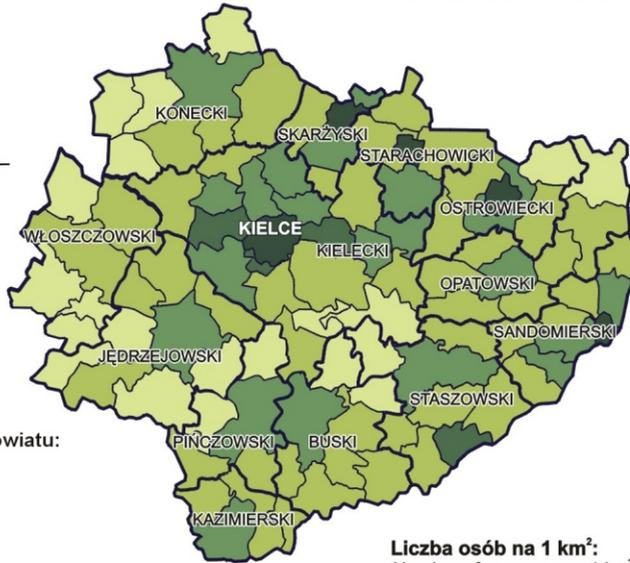 KONECKI
SKARŻYSKI
STARACHOWICKI
OSTROWIECKI
WŁOSZCZOWSKI
KIELCE
KIELECKI
OPATOWSKI
SANDOMIERSKI
JĘDRZEJOWSKI
STASZOWSKI
owiatu:
PIŃCZOWSKI
BUSKI
KAZIMIERSKI
Liczba osób na 1 km²: